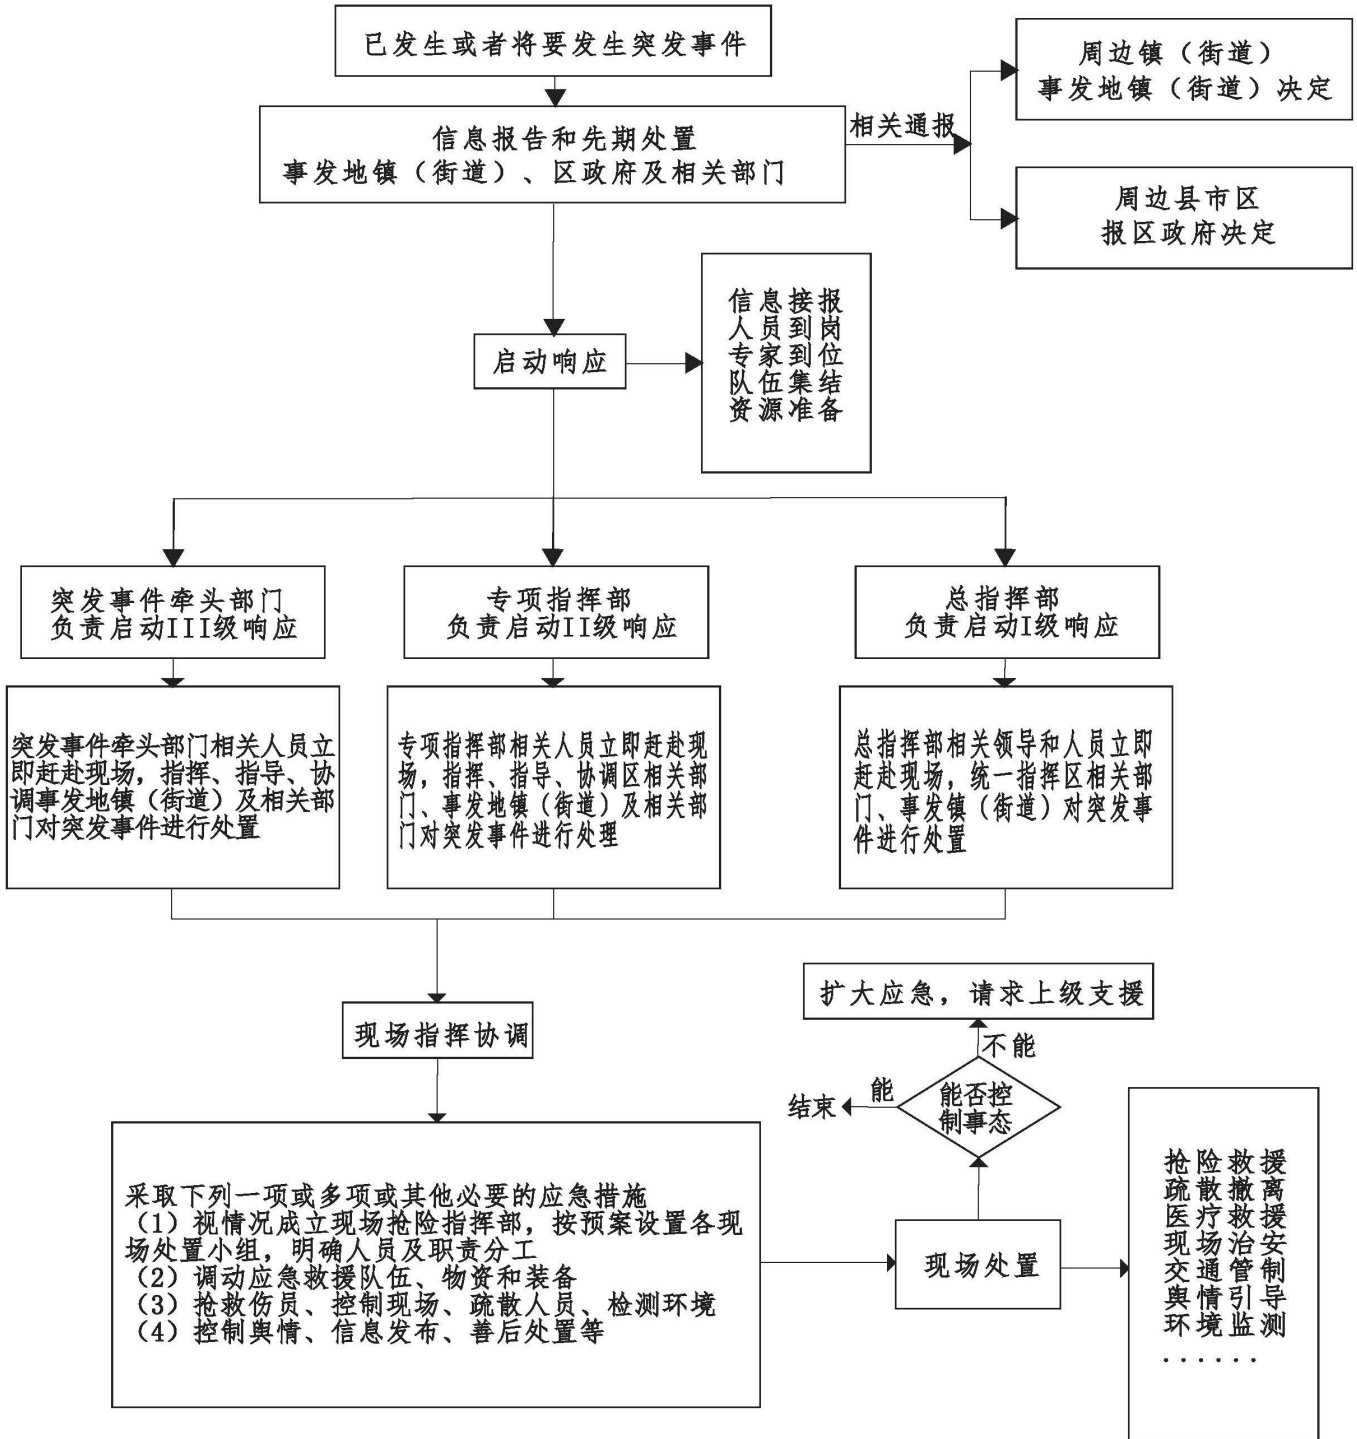 已发生或者将要发生突发事件
周边镇（街道）
事发地镇（街道）决定
信息报告和先期处置
事发地镇（街道）、区政府及相关部门
相关通报
周边县市区
报区政府决定
启动响应
信息接报
人员到岗
专家到位
队伍集结
资源准备
突发事件牵头部门
负责启动III级响应
专项指挥部
负责启动II级响应
总指挥部
负责启动I级响应
突发事件牵头部门相关人员立
即赶赴现场，指挥、指导、协
调事发地镇（街道）及相关部
门对突发事件进行处置
专项指挥部相关人员立即赶赴现
场，指挥、指导、协调区相关部
门、事发地镇（街道）及相关部
门对突发事件进行处理
总指挥部相关领导和人员立即
赶赴现场，统一指挥区相关部
门、事发镇（街道）对突发事
件进行处置
现场指挥协调
扩大应急，请求上级支援
不能
能
结束
能否控
制事态
采取下列一项或多项或其他必要的应急措施
（1）视情况成立现场抢险指挥部，按预案设置各现
场处置小组，明确人员及职责分工
（2）调动应急救援队伍、物资和装备
（3）抢救伤员、控制现场、疏散人员、检测环境
（4）控制舆情、信息发布、善后处置等
现场处置
抢险救援
疏散撤离
医疗救援
现场治安
交通管制
舆情引导
环境监测
......